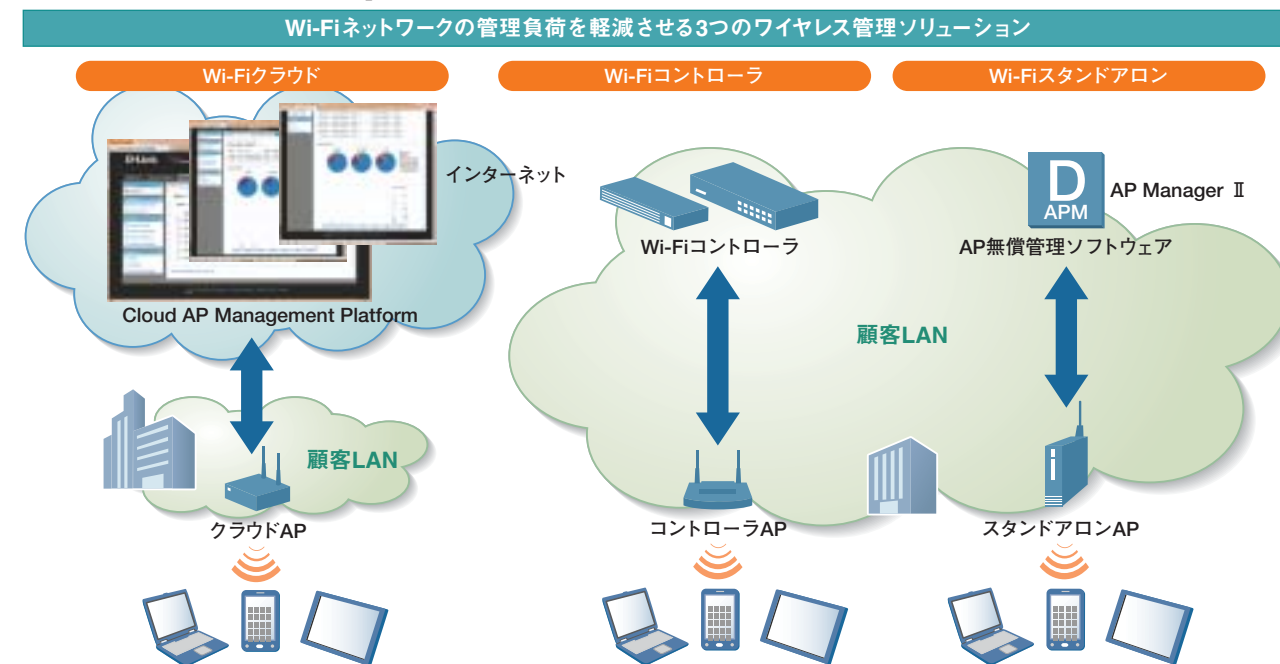 Wi-Fiネットワークの管理負荷を軽減させる3つのワイヤレス管理ソリューション
Wi-Fiクラウド
Wi-Fiコントローラ
Wi-Fiスタンドアロン
インターネット
D-Link
Cloud AP Management Platform
顧客LAN
クラウドAP
Wi-Fiコントローラ
顧客LAN
コントローラAP
D
APM
AP Manager Ⅱ
AP無償管理ソフトウェア
スタンドアロンAP